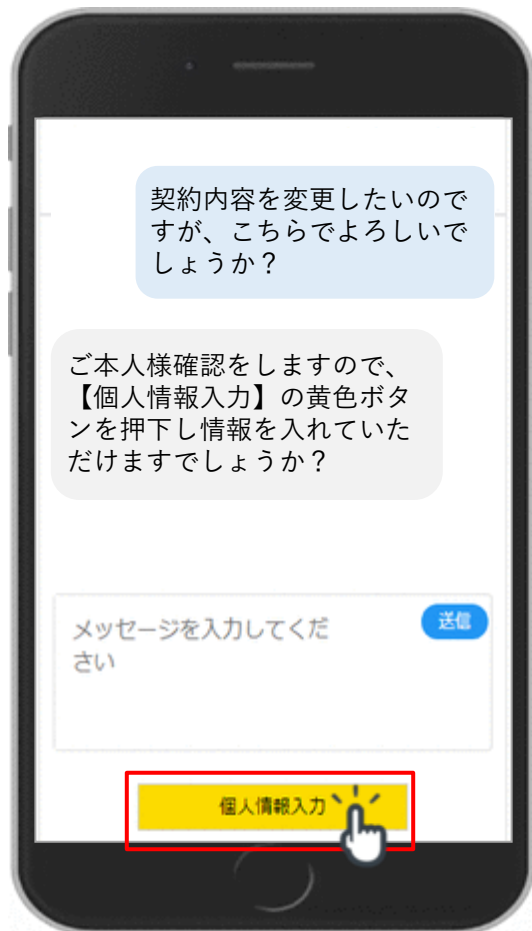 契約内容を変更したいので
すが、こちらでよろしいで
しょうか？
ご本人様確認をしますので、
【個人情報入力】の黄色ボタ
ンを押下し情報を入れていた
だけますでしょうか？
メッセージを入力してくだ
さい
送信
個人情報入力